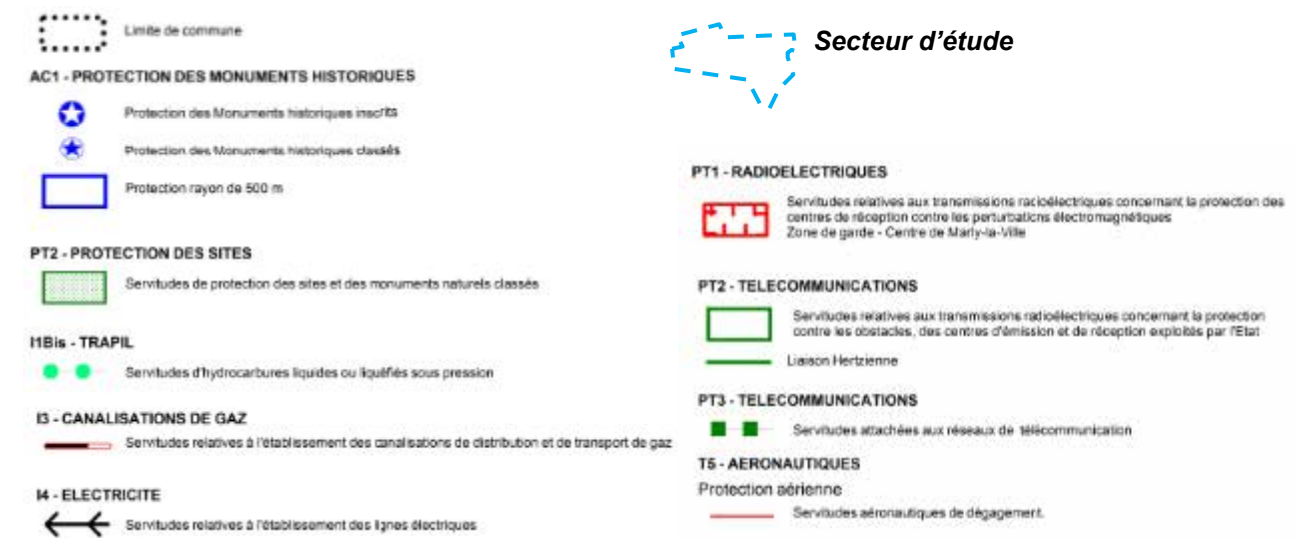 Limite de commune
AC1 - PROTECTION DES MONUMENTS HISTORIQUES
Protection des Monuments historiques inscrits
Protection des Monuments historiques classés
Protection rayon de 500 m
PT2 - PROTECTION DES SITES
Servitudes de protection des sites et des monuments naturels classés
I1Bis - TRAPIL
Servitudes d'hydrocarbures liquides ou liquéfiés sous pression
I3 - CANALISATIONS DE GAZ
Servitudes relatives à l'établissement des canalisations de distribution et de transport de gaz
I4 - ELECTRICITE
Servitudes relatives à l'établissement des lignes électriques
Secteur d'étude
PT1 - RADIOELECTRIQUES
Servitudes relatives aux transmissions racioélectriques concernant la protection des
centres de réception contre les perturbations électromagnétiques
Zone de garde - Centre de Marly-la-Ville
PT2 - TELECOMMUNICATIONS
Servitudes relatives aux transmissions radioélectriques concernant la protection
contre les obstacles, des centres d'émission et de réception exploités par l'Etat
Liaison Hertzienne
PT3 - TELECOMMUNICATIONS
Servitudes attachées aux réseaux de télécommunication
T5 - AERONAUTIQUES
Protection aérienne
Servitudes aéronautiques de dégagement.